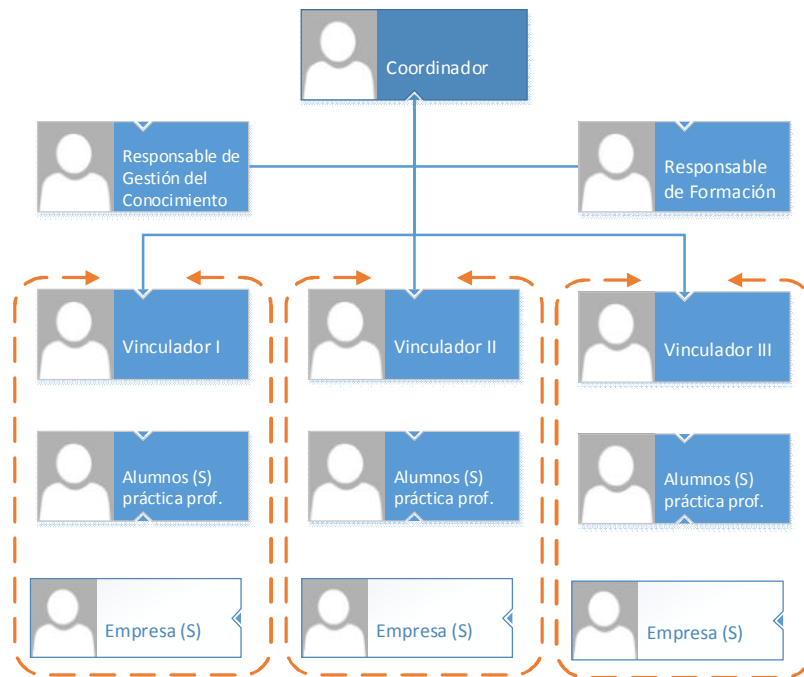 Coordinador
Responsable de
Gestión del
Conocimiento
Responsable
de Formación
Vinculador I
Vinculador II
Vinculador III
Alumnos (S)
práctica prof.
Alumnos (S)
práctica prof.
Alumnos (S)
práctica prof.
Empresa (S)
Empresa (S)
Empresa (S)